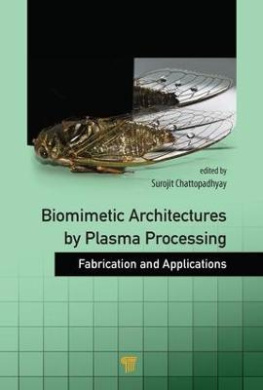 edited by
Surojit Chattopadhyay
Biomimetic Architectures
by Plasma Processing
Fabrication and Applications